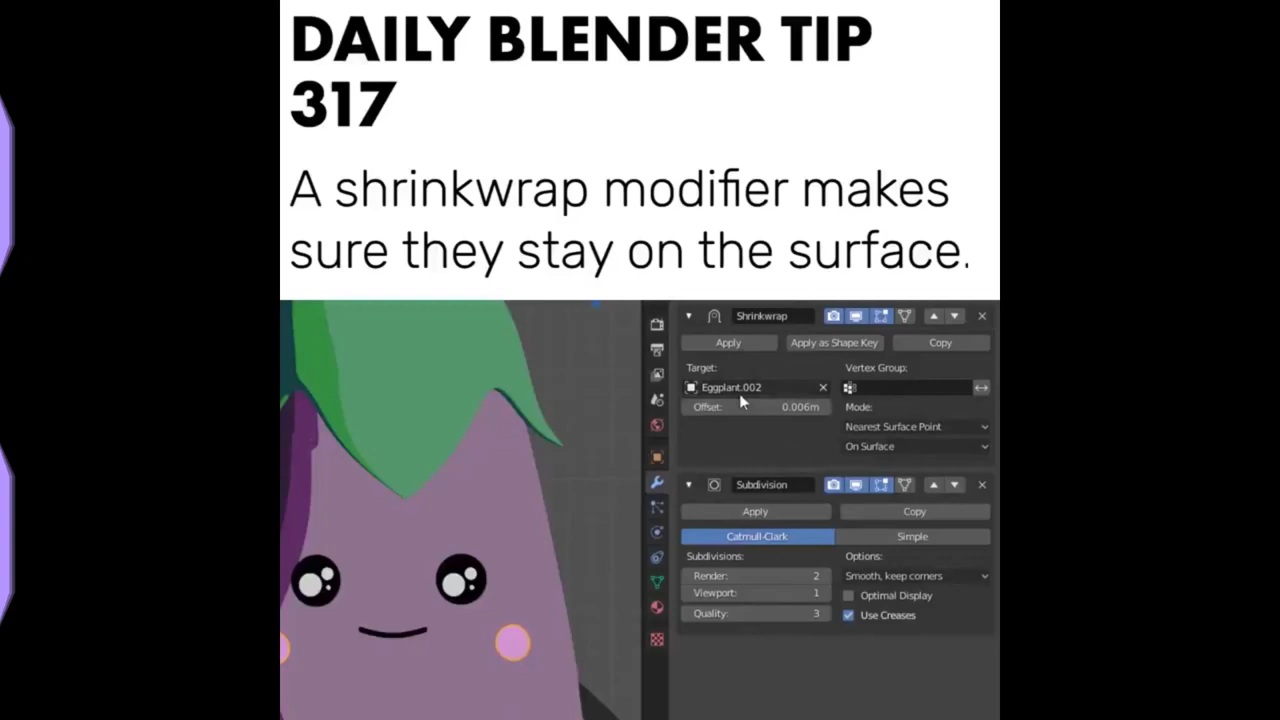 DAILY BLENDER TIP
317
A shrinkwrap modifier makes
sure they stay on the surface.
Shrinkwrap
Apply Apply as Shape Key Copy
Target: Vertex Group:
Eggplant.002
Offset: 0.006m Mode:
Nearest Surface Point
On Surface
Subdivision
Apply Copy
Catmull-Clark Simple
Subdivisions: Options:
Render: 2 Smooth, keep corners
Viewport: 1 Optimal Display
Quality: 3 Use Creases